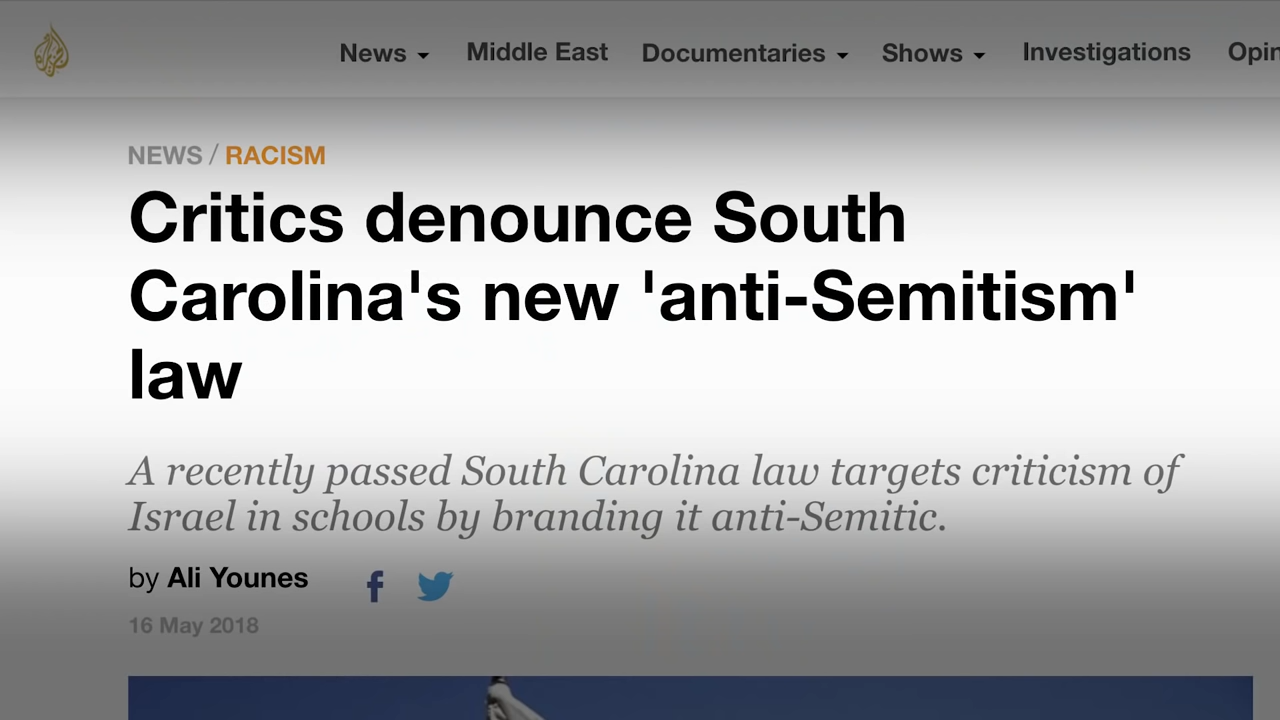 News Middle East Documentaries Shows Investigations
NEWS / RACISM
Critics denounce South
Carolina's new 'anti-Semitism'
law
A recently passed South Carolina law targets criticism of
Israel in schools by branding it anti-Semitic.
by Ali Younes
16 May 2018